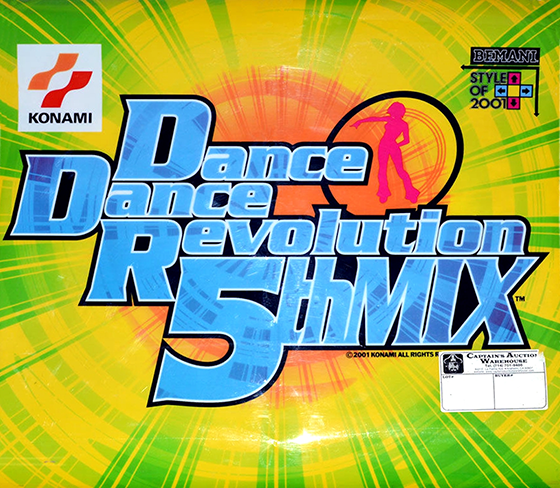 KONAMI
BEMANI
STYLE
OF
2001
Dance
Dance
Revolution
5thMIX
™
©2001 KONAMI ALL RIGHTS
CAPTAIN'S AUCTION
WAREHOUSE
LOT#
BUYER#